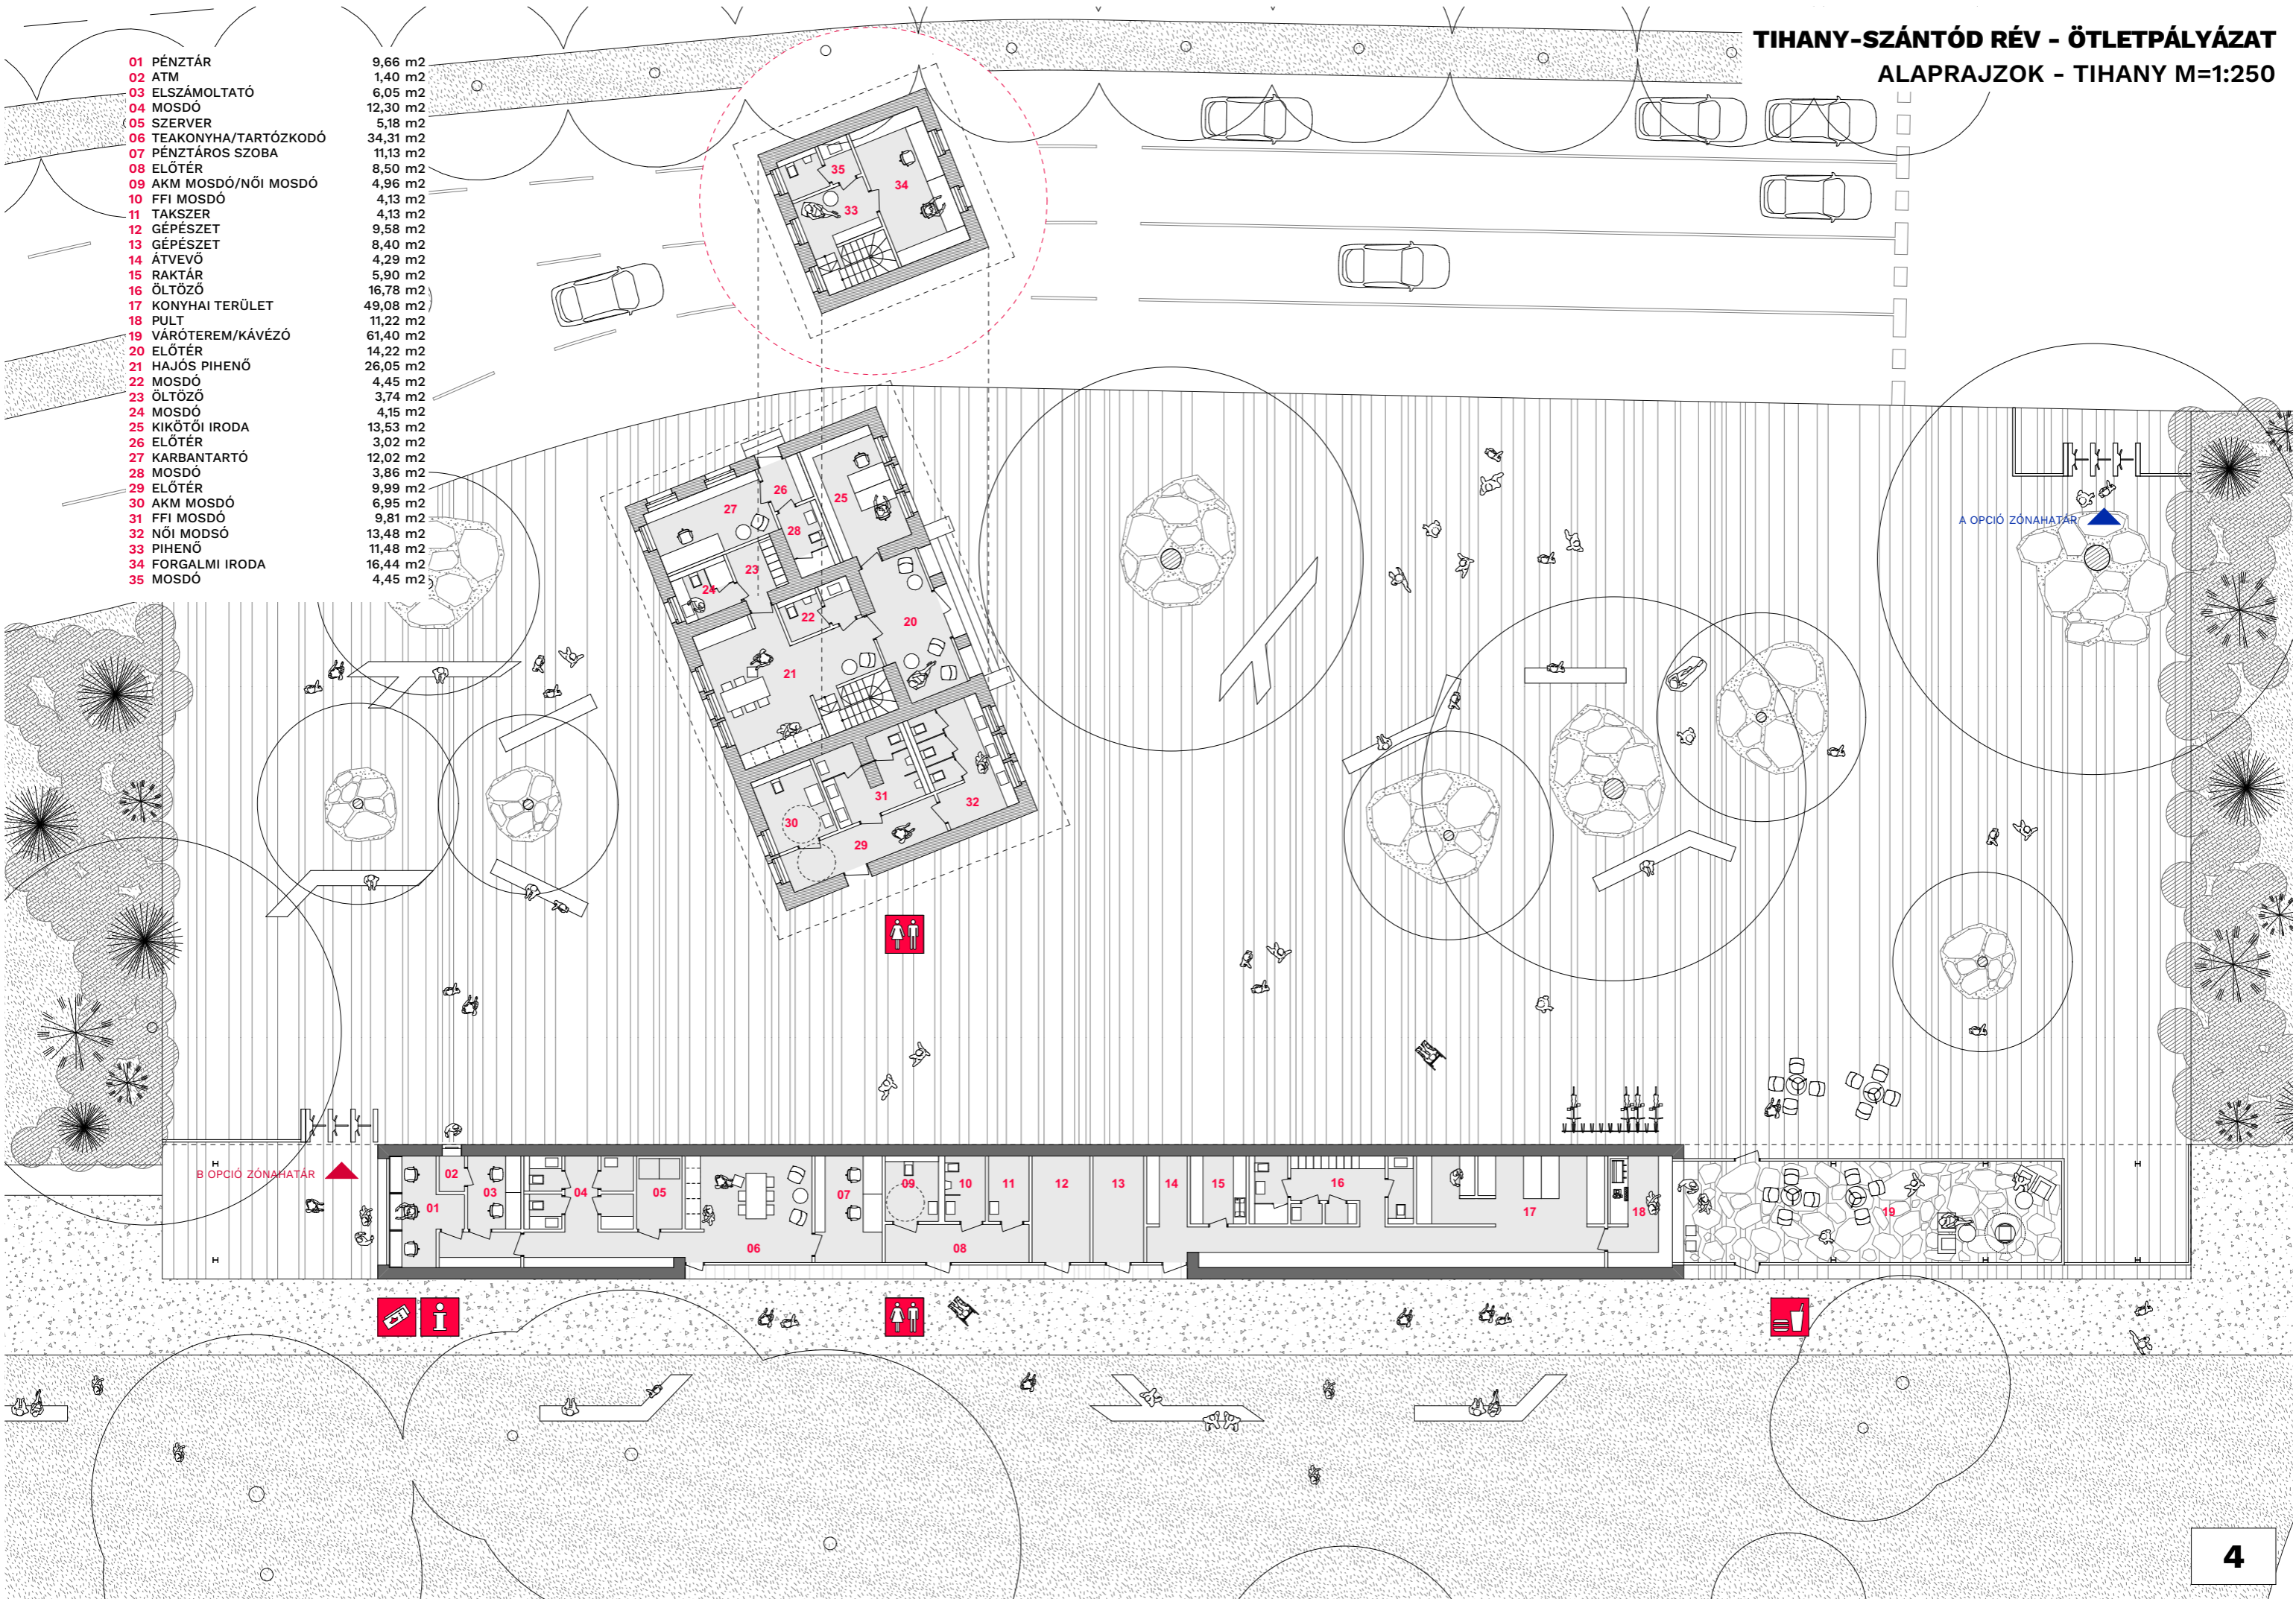 TIHANY-SZÁNTÓD RÉV - ÖTLETPÁLYÁZAT
ALAPRAJZOK - TIHANY M=1:250
01 PÉNZTÁR 9,66 m2
02 ATM 1,40 m2
03 ELSZÁMOLTATÓ 6,05 m2
04 MOSDÓ 12,30 m2
05 SZERVER 5,18 m2
06 TEAKONYHA/TARTÓZKODÓ 34,31 m2
07 PÉNZTÁROS SZOBA 11,13 m2
08 ELŐTÉR 8,50 m2
09 AKM MOSDÓ/NŐI MOSDÓ 4,96 m2
10 FFI MOSDÓ 4,13 m2
11 TAKSZER 4,13 m2
12 GÉPÉSZET 9,58 m2
13 GÉPÉSZET 8,40 m2
14 ÁTVEVŐ 4,29 m2
15 RAKTÁR 5,90 m2
16 ÖLTÖZŐ 16,78 m2
17 KONYHAI TERÜLET 49,08 m2
18 PULT 11,22 m2
19 VÁRÓTEREM/KÁVÉZÓ 61,40 m2
20 ELŐTÉR 14,22 m2
21 HAJÓS PIHENŐ 26,05 m2
22 MOSDÓ 4,45 m2
23 ÖLTÖZŐ 3,74 m2
24 MOSDÓ 4,15 m2
25 KIKÖTŐI IRODA 13,53 m2
26 ELŐTÉR 3,02 m2
27 KARBANTARTÓ 12,02 m2
28 MOSDÓ 3,86 m2
29 ELŐTÉR 9,99 m2
30 AKM MOSDÓ 6,95 m2
31 FFI MOSDÓ 9,81 m2
32 NŐI MODSÓ 13,48 m2
33 PIHENŐ 11,48 m2
34 FORGALMI IRODA 16,44 m2
35 MOSDÓ 4,45 m2
35
34
33
26
25
27
28
23
24
22
20
21
31
32
30
29
A OPCIÓ ZÓNAHATÁR
B OPCIÓ ZÓNAHATÁR
01
02
03
04
05
06
07
08
09
10
11
12
13
14
15
16
17
18
19
4